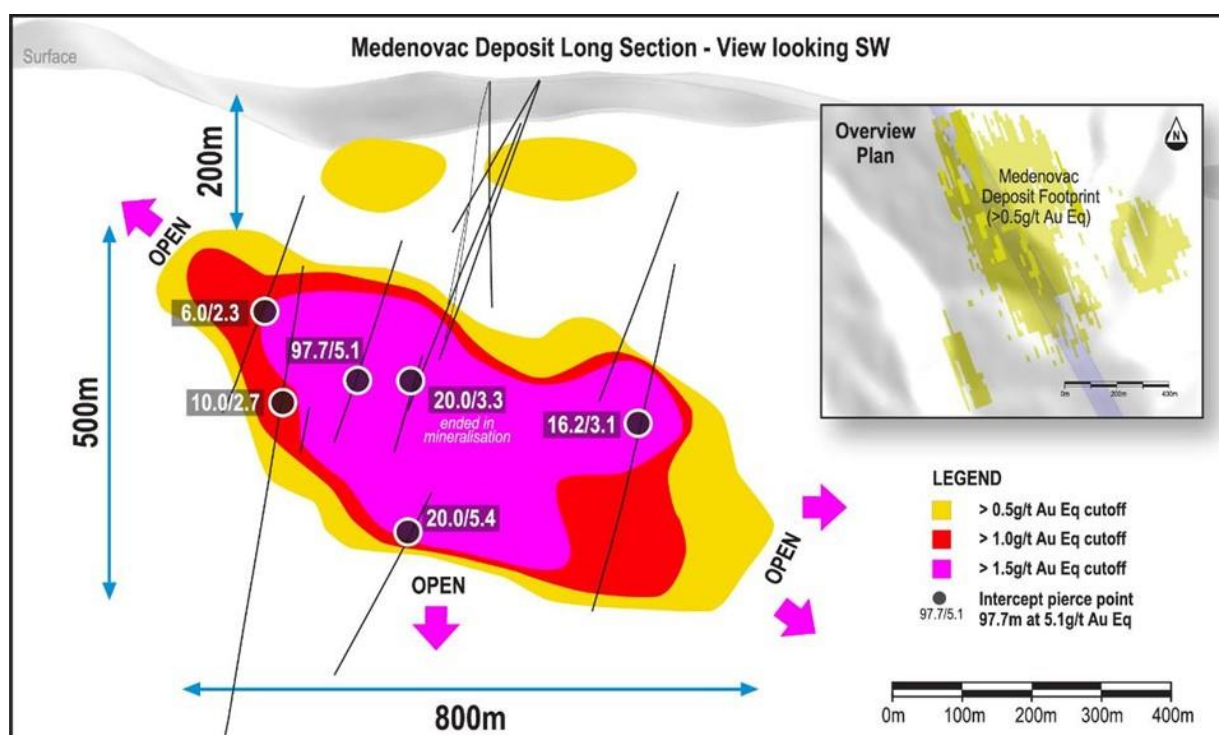 Medenovac Deposit Long Section - View looking SW
Surface
200m
OPEN
500m
6.0/2.3
97.7/5.1
10.0/2.7
20.0/3.3
ended in
mineralisation
16.2/3.1
20.0/5.4
OPEN
OPEN
800m
Overview
Plan
N
Medenovac
Deposit Footprint
(>0.5g/t Au Eq)
0m 200m 400m
LEGEND
> 0.5g/t Au Eq cutoff
> 1.0g/t Au Eq cutoff
> 1.5g/t Au Eq cutoff
97.7/5.1
Intercept pierce point
97.7m at 5.1g/t Au Eq
0m 100m 200m 300m 400m